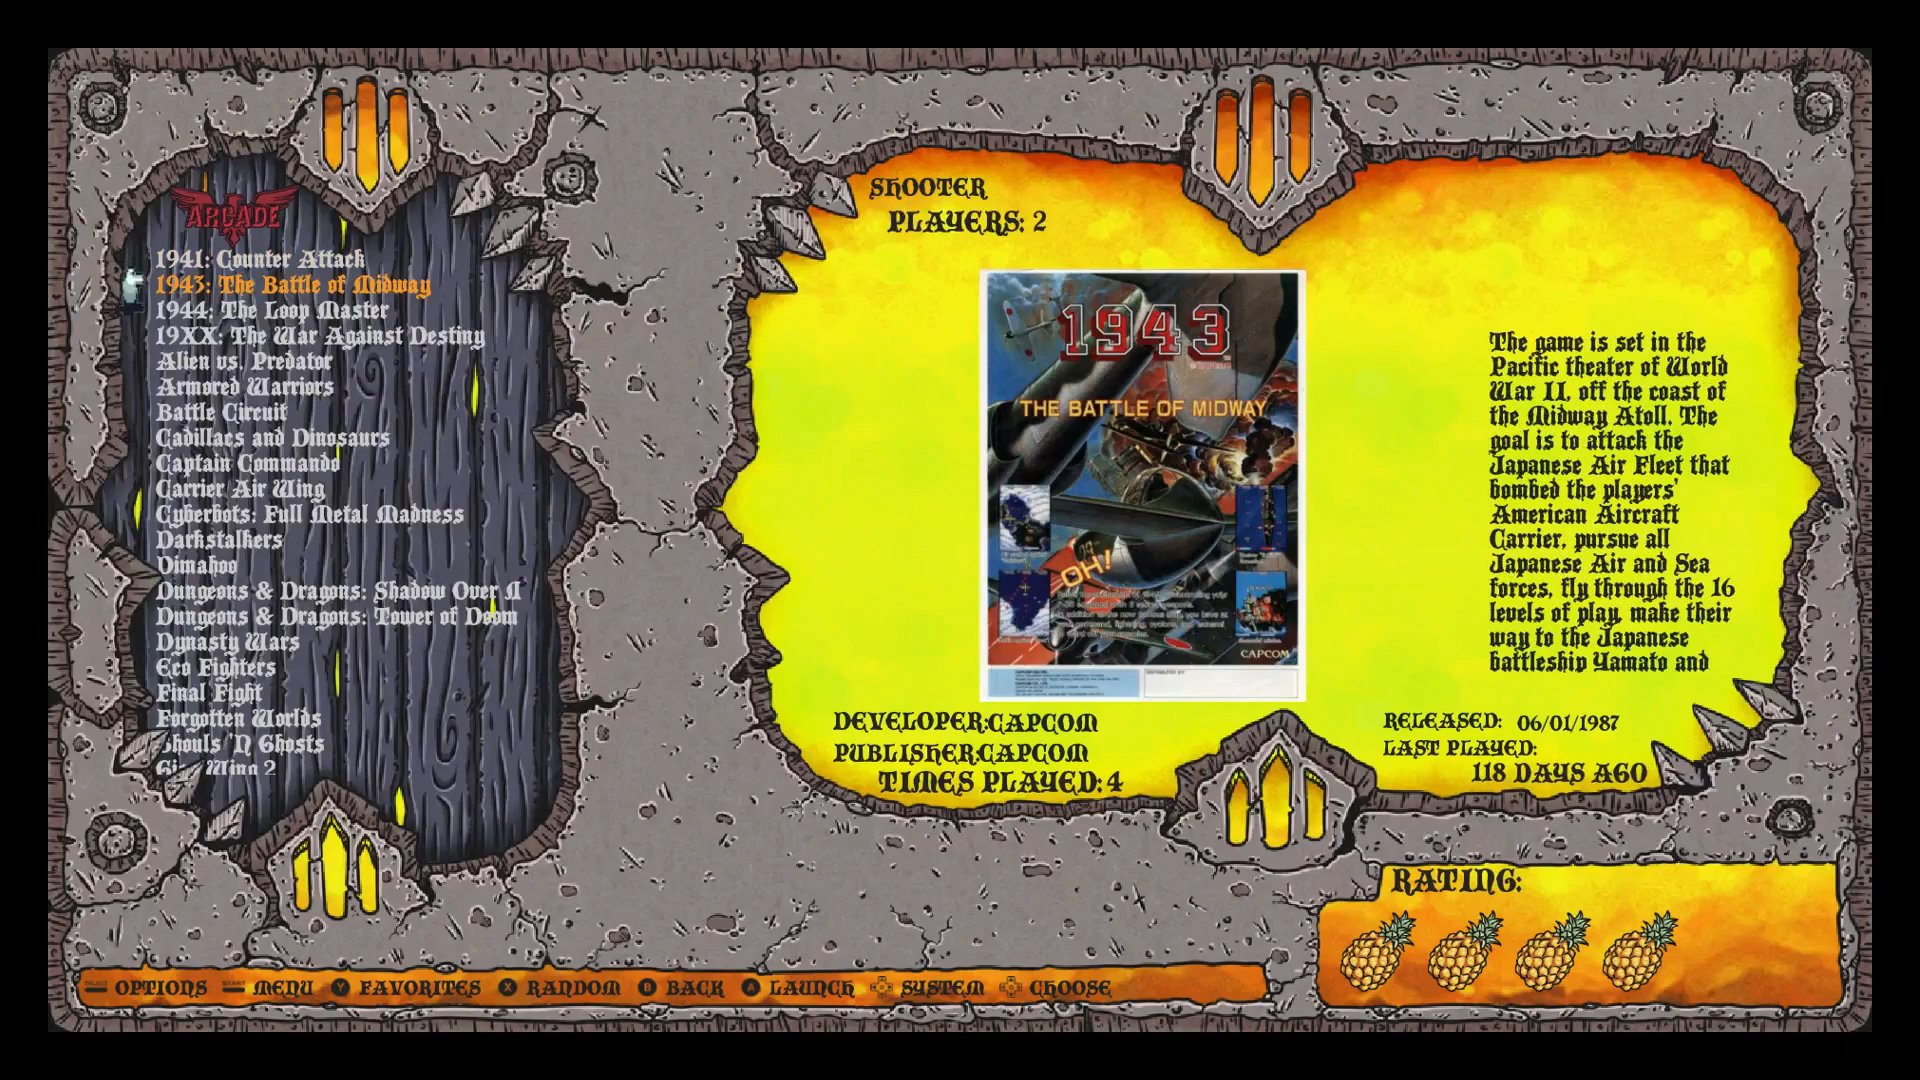 ARCADE
1941: Counter Attack
1943: The Battle of Midway
1944: The Loop Master
19XX: The War Against Destiny
Alien vs. Predator
Armored Warriors
Battle Circuit
Cadillacs and Dinosaurs
Captain Commando
Carrier Air Wing
Cyberbots: Full Metal Madness
Darkstalkers
Dimahoo
Dungeons & Dragons: Shadow Over M
Dungeons & Dragons: Tower of Doom
Dynasty Wars
Eco Fighters
Final Fight
Forgotten Worlds
Ghouls 'N Ghosts
Wing 2
SHOOTER
PLAYERS: 2
1943
THE BATTLE OF MIDWAY
OH!
CAPCOM
The game is set in the
Pacific theater of World
War II, off the coast of
the Midway Atoll. The
goal is to attack the
Japanese Air Fleet that
bombed the players'
American Aircraft
Carrier, pursue all
Japanese Air and Sea
forces, fly through the 16
levels of play, make their
way to the Japanese
battleship Yamato and
DEVELOPER:CAPCOM
PUBLISHER:CAPCOM
TIMES PLAYED: 4
RELEASED: 06/01/1987
LAST PLAYED:
118 DAYS AGO
RATING:
SELECT OPTIONS START MENU Y FAVORITES X RANDOM B BACK A LAUNCH SYSTEM CHOOSE